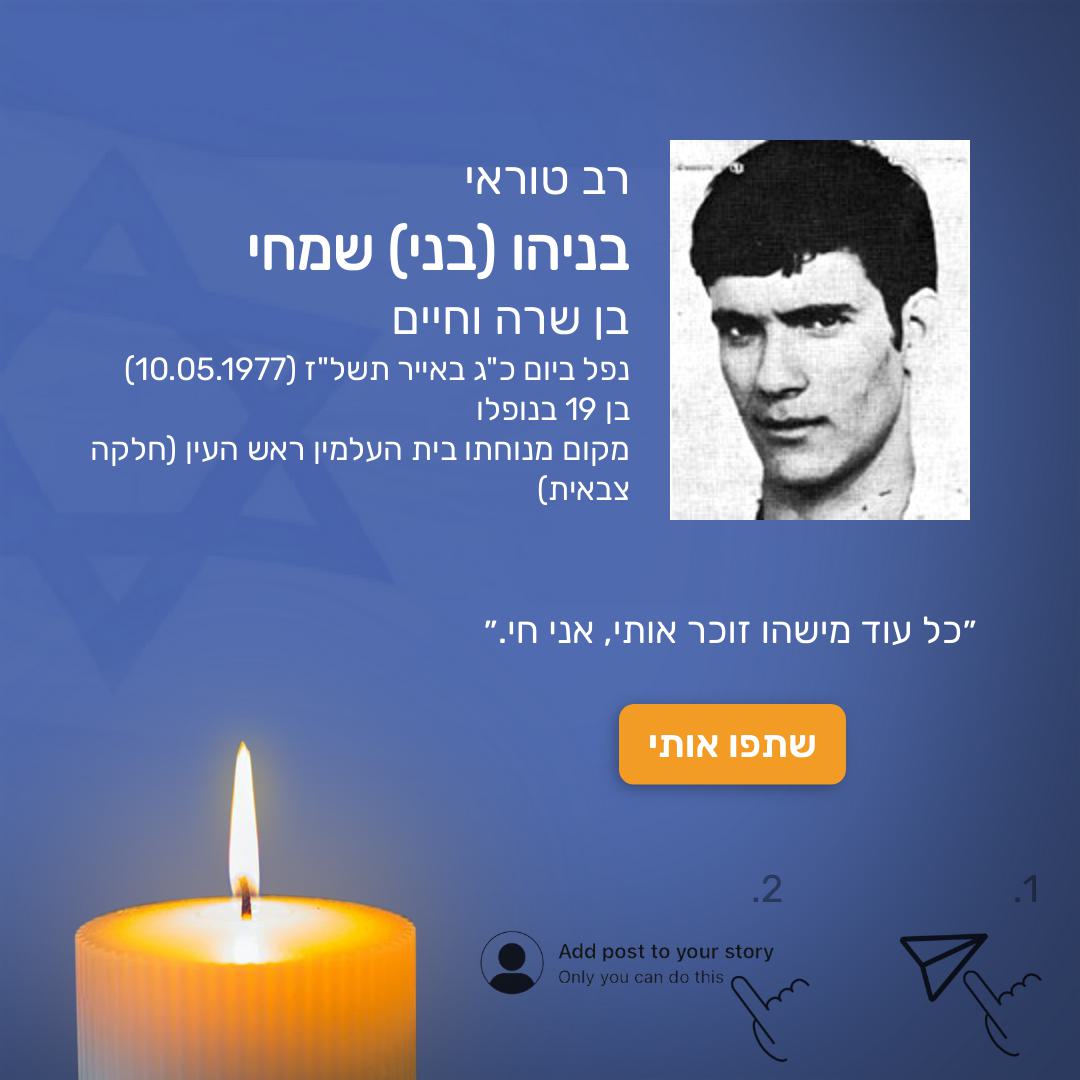 רב טוראי
בניהו (בני) שמחי
בן שרה וחיים
נפל ביום כ"ג באייר תשל"ז (10.05.1977)
בן 19 בנופלו
מקום מנוחתו בית העלמין ראש העין (חלקה
צבאית)
״כל עוד מישהו זוכר אותי, אני חי.״
שתפו אותי
.1
.2
Add post to your story
Only you can do this